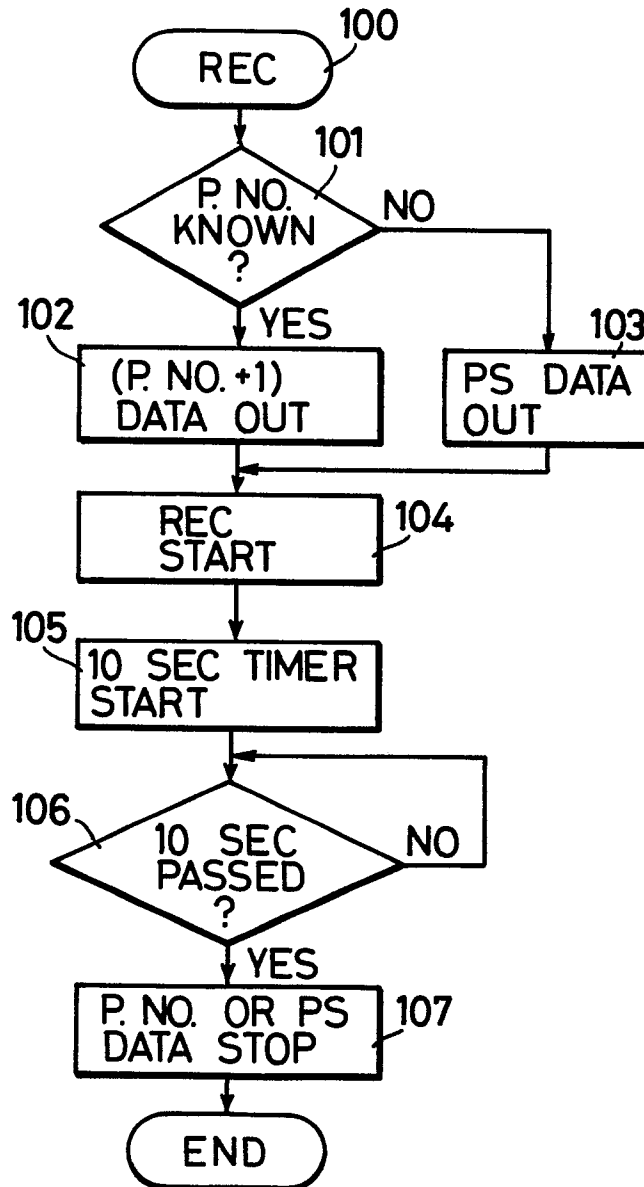 100
REC
101
P. NO.
KNOWN
?
NO
YES
102
(P. NO. +1)
DATA OUT
103
PS DATA
OUT
REC
START
104
105
10 SEC TIMER
START
106
10 SEC
PASSED
?
NO
YES
P. NO. OR PS
DATA STOP
107
END